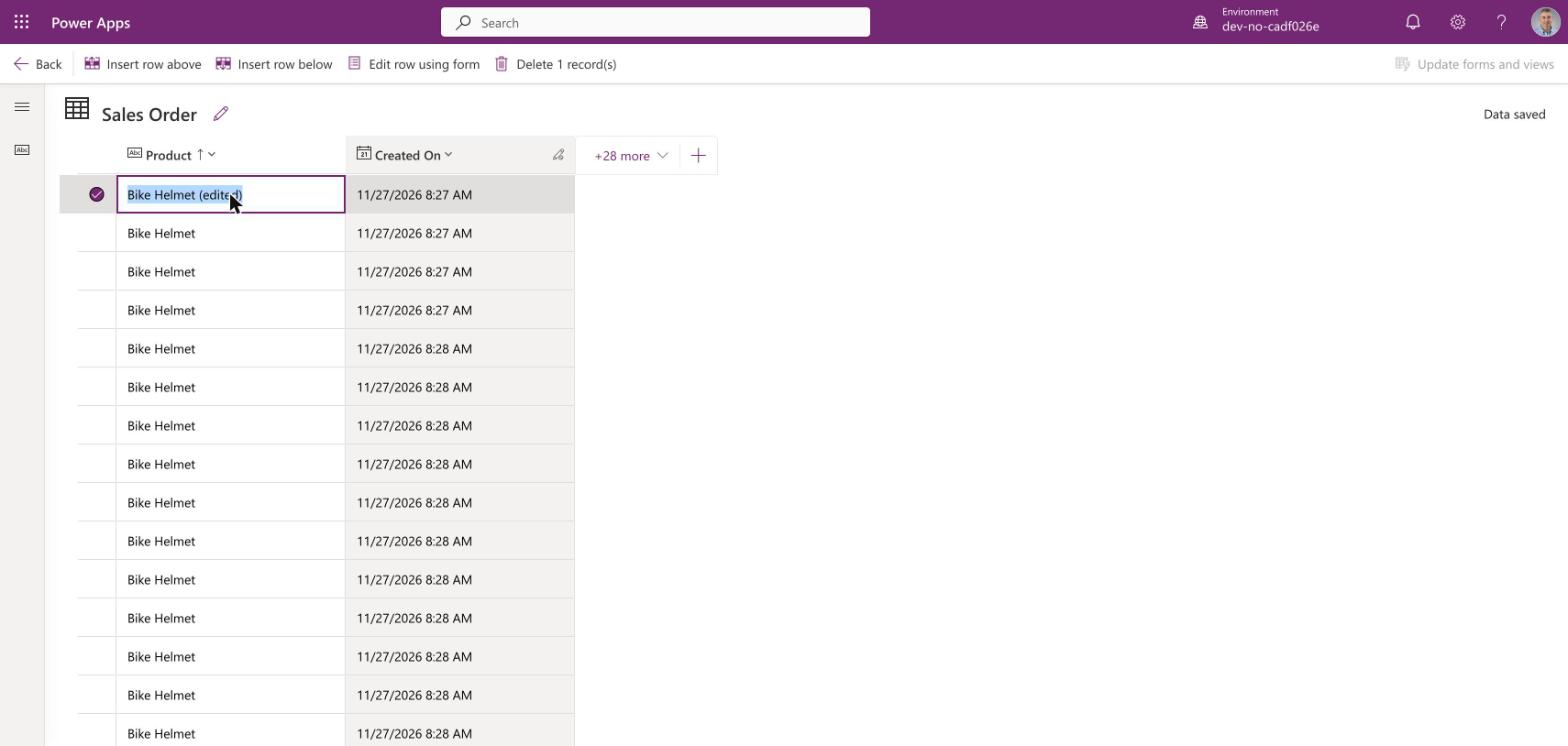 Power Apps
Search
Environment
dev-no-cadf026e
?
Back
Insert row above
Insert row below
Edit row using form
Delete 1 record(s)
Update forms and views
Abc
Sales Order
Data saved
Abc Product ↑
21 Created On
+28 more
Bike Helmet (edited) 11/27/2026 8:27 AM
Bike Helmet 11/27/2026 8:27 AM
Bike Helmet 11/27/2026 8:27 AM
Bike Helmet 11/27/2026 8:27 AM
Bike Helmet 11/27/2026 8:28 AM
Bike Helmet 11/27/2026 8:28 AM
Bike Helmet 11/27/2026 8:28 AM
Bike Helmet 11/27/2026 8:28 AM
Bike Helmet 11/27/2026 8:28 AM
Bike Helmet 11/27/2026 8:28 AM
Bike Helmet 11/27/2026 8:28 AM
Bike Helmet 11/27/2026 8:28 AM
Bike Helmet 11/27/2026 8:28 AM
Bike Helmet 11/27/2026 8:28 AM
Bike Helmet 11/27/2026 8:28 AM